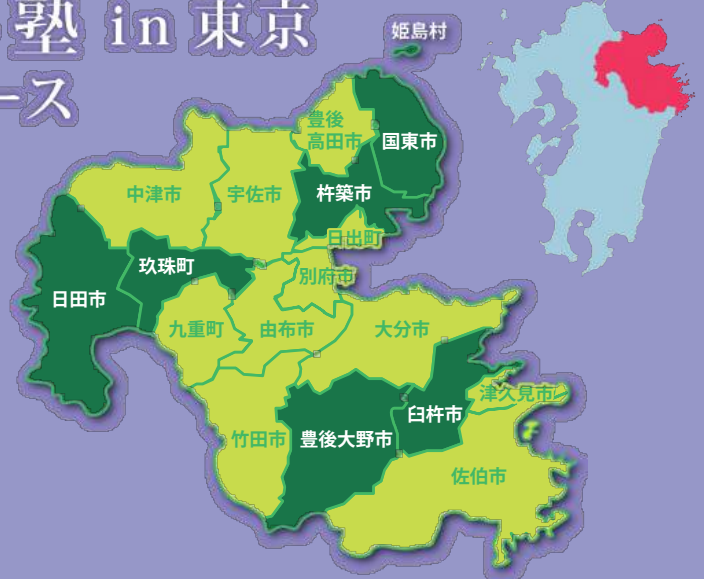 塾 in 東京
ース
姫島村
豊後
高田市
国東市
中津市
宇佐市
杵築市
日出町
玖珠町
別府市
日田市
九重町
由布市
大分市
津久見市
臼杵市
竹田市
豊後大野市
佐伯市